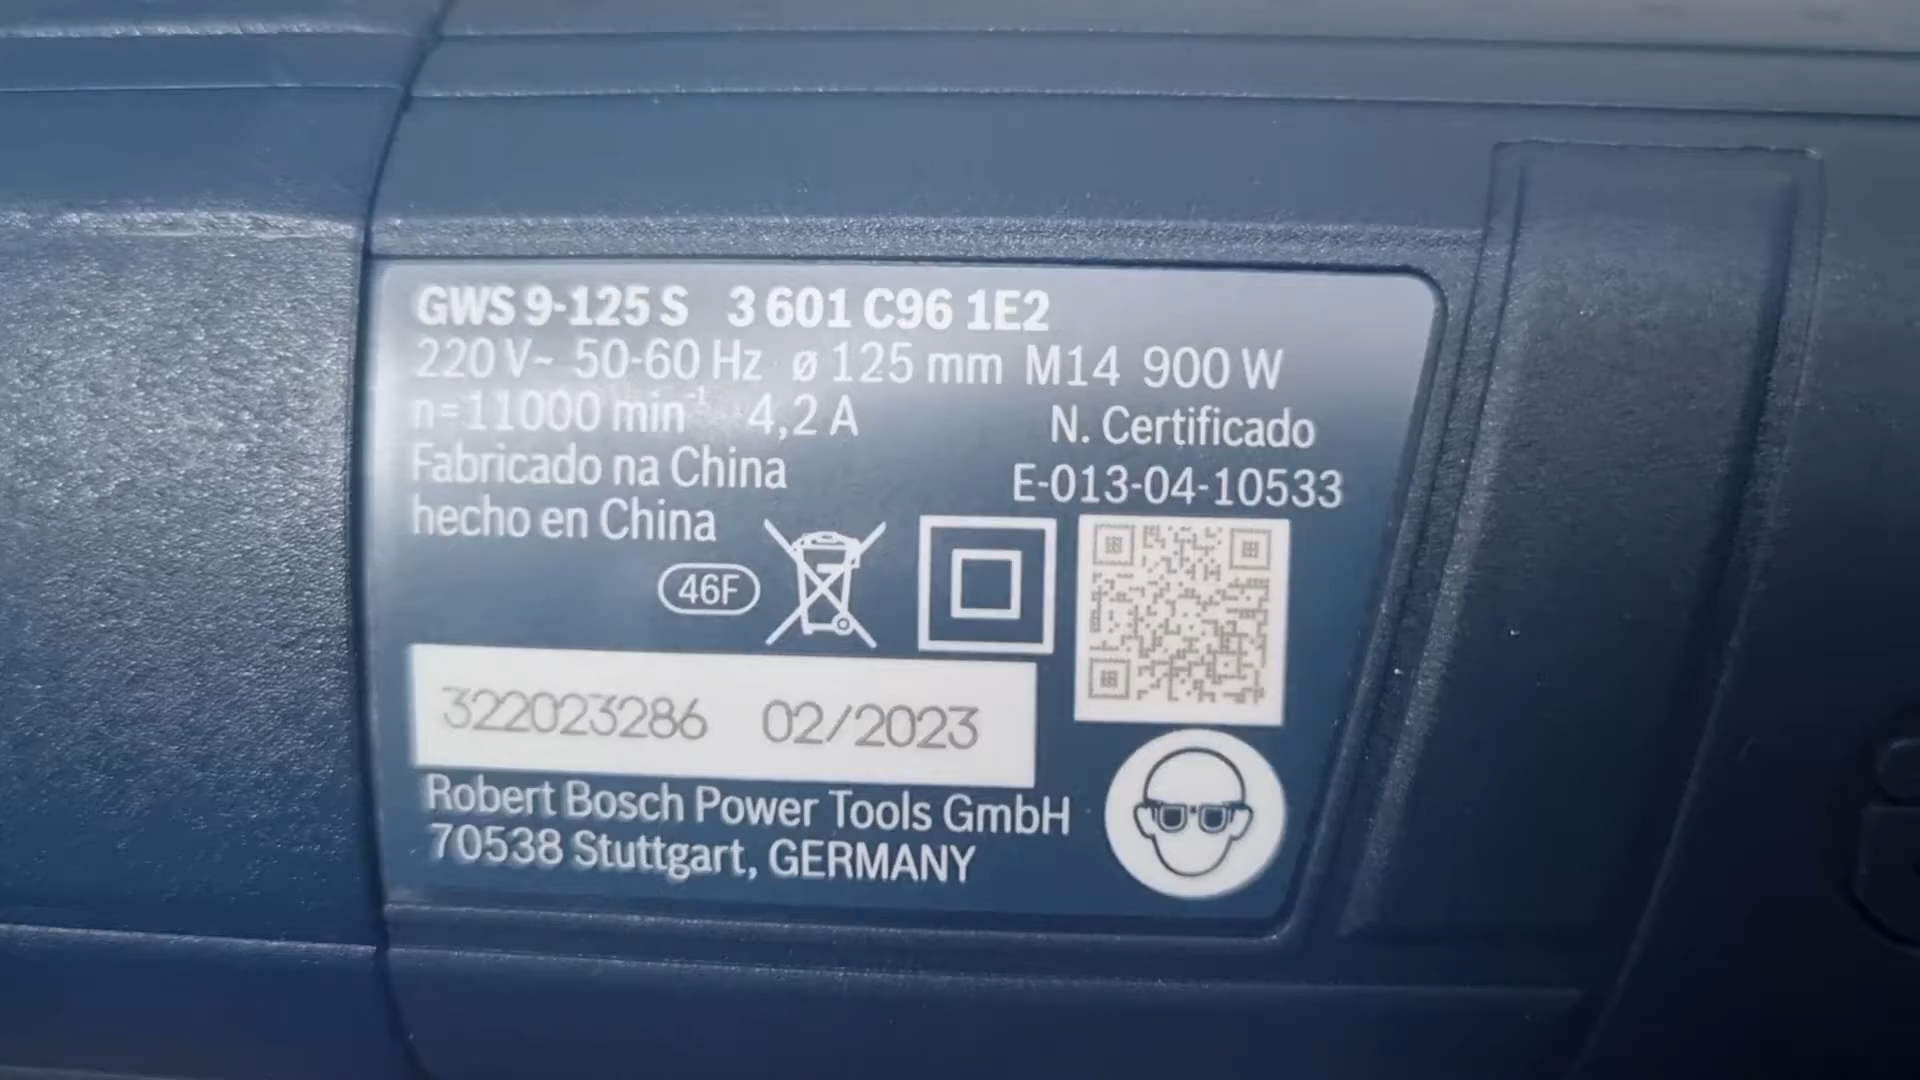 GWS 9-125 S 3 601 C96 1E2
220 V~ 50-60 Hz ø 125 mm M14 900 W
n=11000 min⁻¹ 4,2 A
N. Certificado
Fabricado na China
E-013-04-10533
hecho en China
46F
322023286 02/2023
Robert Bosch Power Tools GmbH
70538 Stuttgart, GERMANY